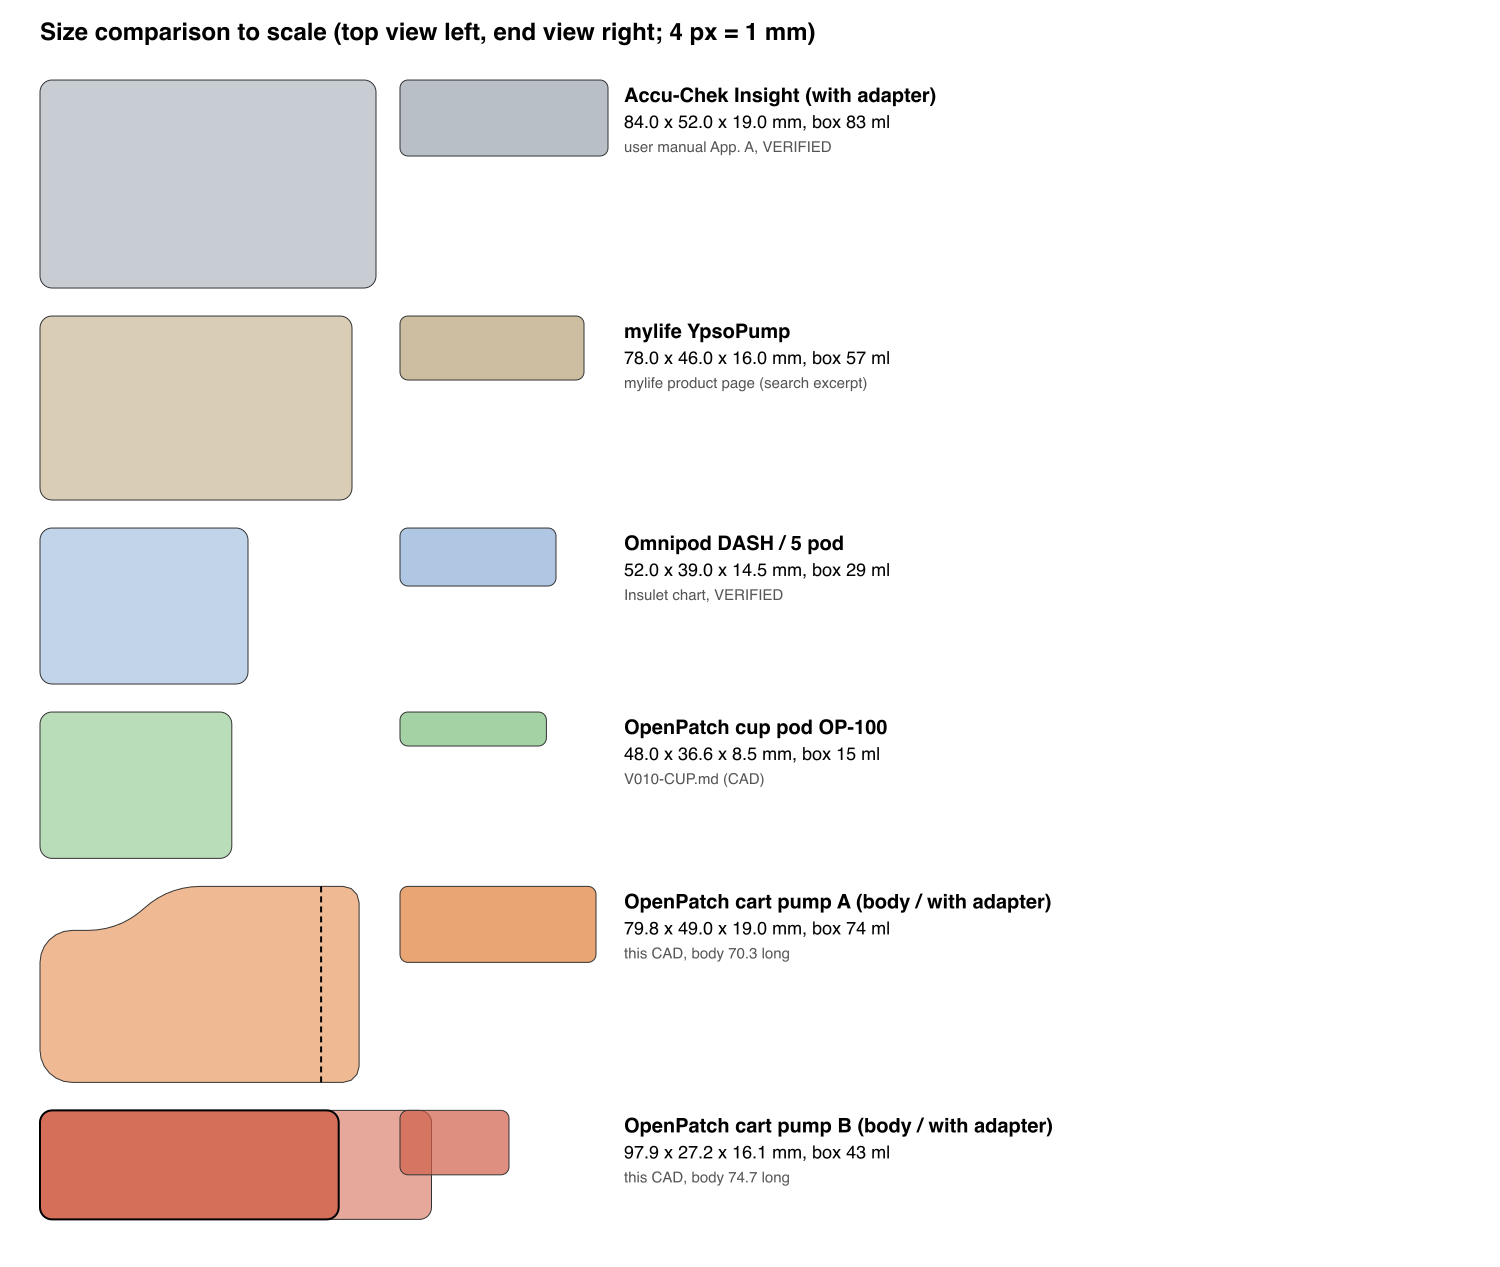 Size comparison to scale (top view left, end view right; 4 px = 1 mm)
Accu-Chek Insight (with adapter)
84.0 x 52.0 x 19.0 mm, box 83 ml
user manual App. A, VERIFIED
mylife YpsoPump
78.0 x 46.0 x 16.0 mm, box 57 ml
mylife product page (search excerpt)
Omnipod DASH / 5 pod
52.0 x 39.0 x 14.5 mm, box 29 ml
Insulet chart, VERIFIED
OpenPatch cup pod OP-100
48.0 x 36.6 x 8.5 mm, box 15 ml
V010-CUP.md (CAD)
OpenPatch cart pump A (body / with adapter)
79.8 x 49.0 x 19.0 mm, box 74 ml
this CAD, body 70.3 long
OpenPatch cart pump B (body / with adapter)
97.9 x 27.2 x 16.1 mm, box 43 ml
this CAD, body 74.7 long